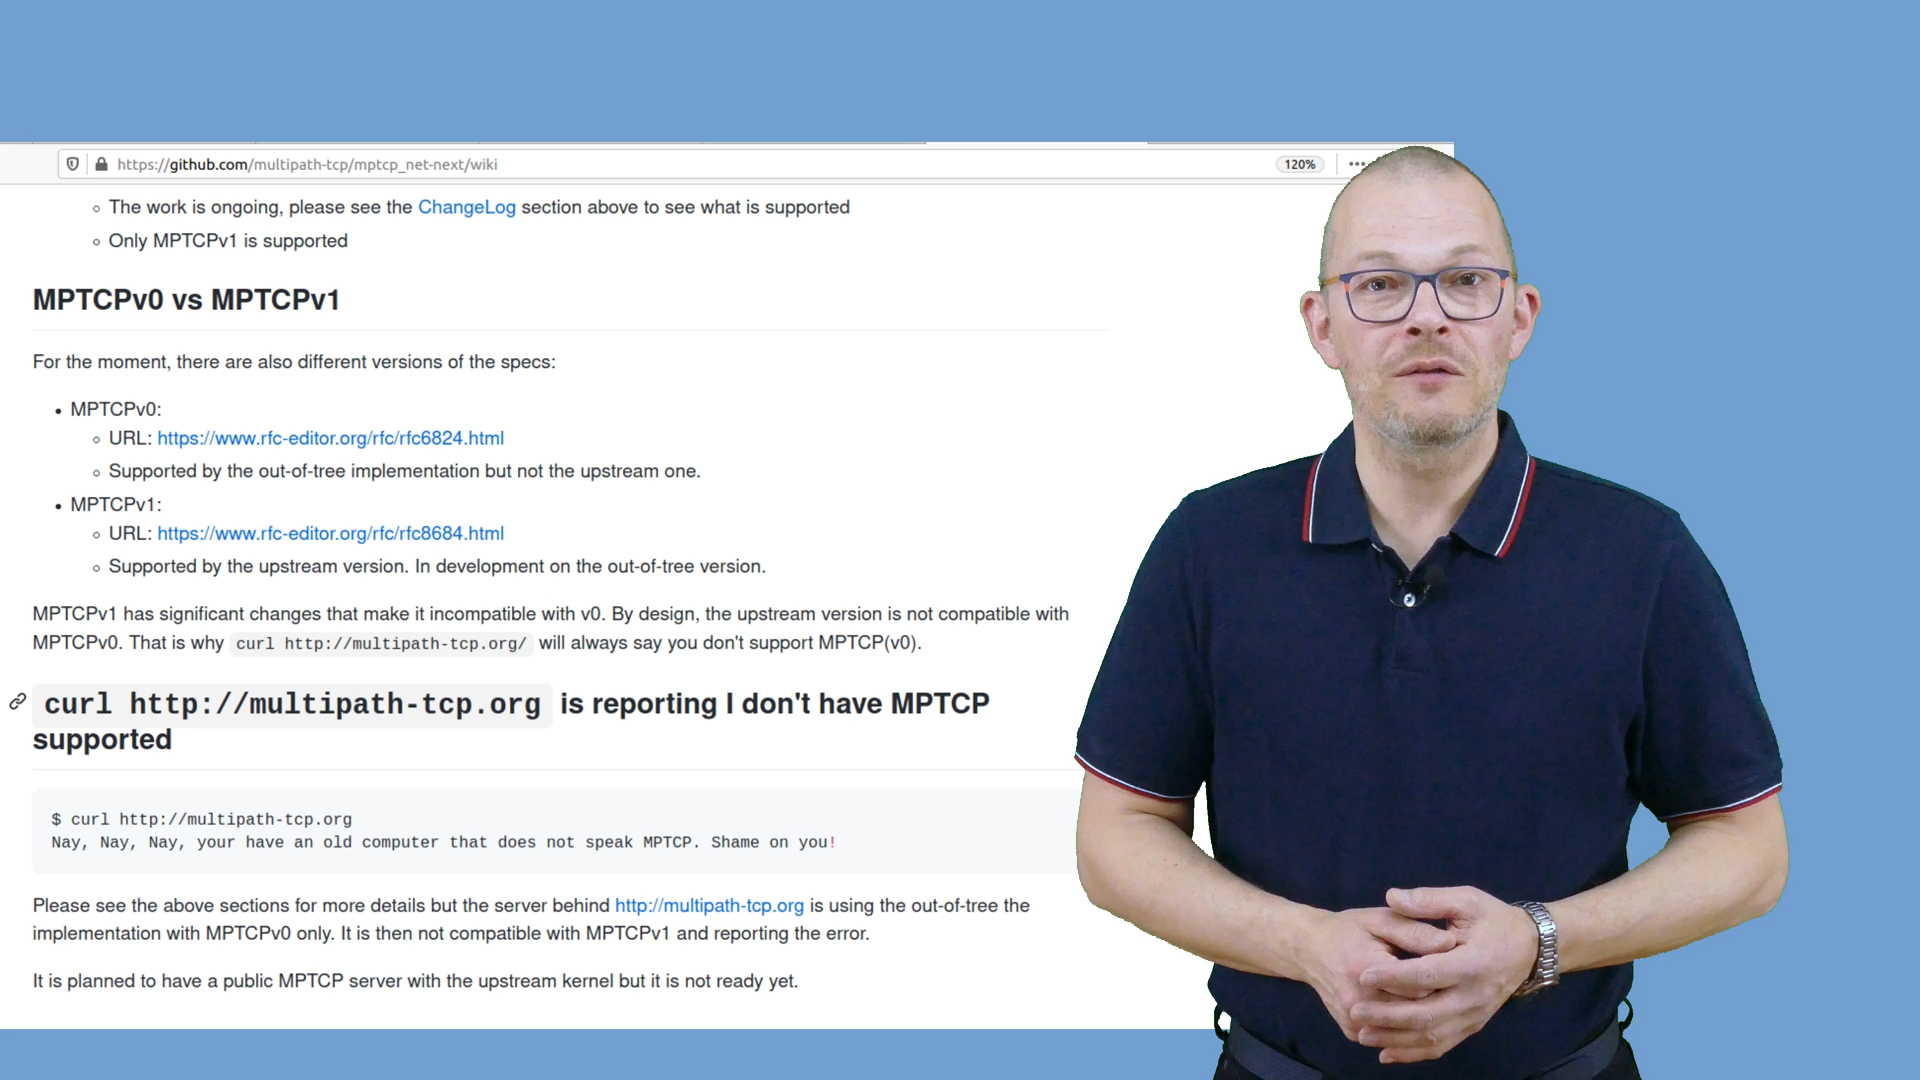 https://github.com/multipath-tcp/mptcp_net-next/wiki
120%
The work is ongoing, please see the ChangeLog section above to see what is supported
Only MPTCPv1 is supported
MPTCPv0 vs MPTCPv1
For the moment, there are also different versions of the specs:
MPTCPv0:
URL: https://www.rfc-editor.org/rfc/rfc6824.html
Supported by the out-of-tree implementation but not the upstream one.
MPTCPv1:
URL: https://www.rfc-editor.org/rfc/rfc8684.html
Supported by the upstream version. In development on the out-of-tree version.
MPTCPv1 has significant changes that make it incompatible with v0. By design, the upstream version is not compatible with
MPTCPv0. That is why curl http://multipath-tcp.org/ will always say you don't support MPTCP(v0).
curl http://multipath-tcp.org is reporting I don't have MPTCP
supported
$ curl http://multipath-tcp.org
Nay, Nay, Nay, your have an old computer that does not speak MPTCP. Shame on you!
Please see the above sections for more details but the server behind http://multipath-tcp.org is using the out-of-tree the
implementation with MPTCPv0 only. It is then not compatible with MPTCPv1 and reporting the error.
It is planned to have a public MPTCP server with the upstream kernel but it is not ready yet.